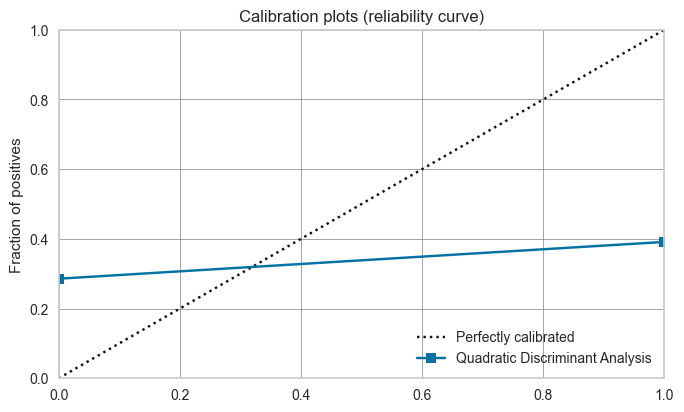 Calibration plots (reliability curve)
1.0
0.8
0.6
0.4
0.2
0.0
Fraction of positives
Perfectly calibrated
Quadratic Discriminant Analysis
0.0 0.2 0.4 0.6 0.8 1.0